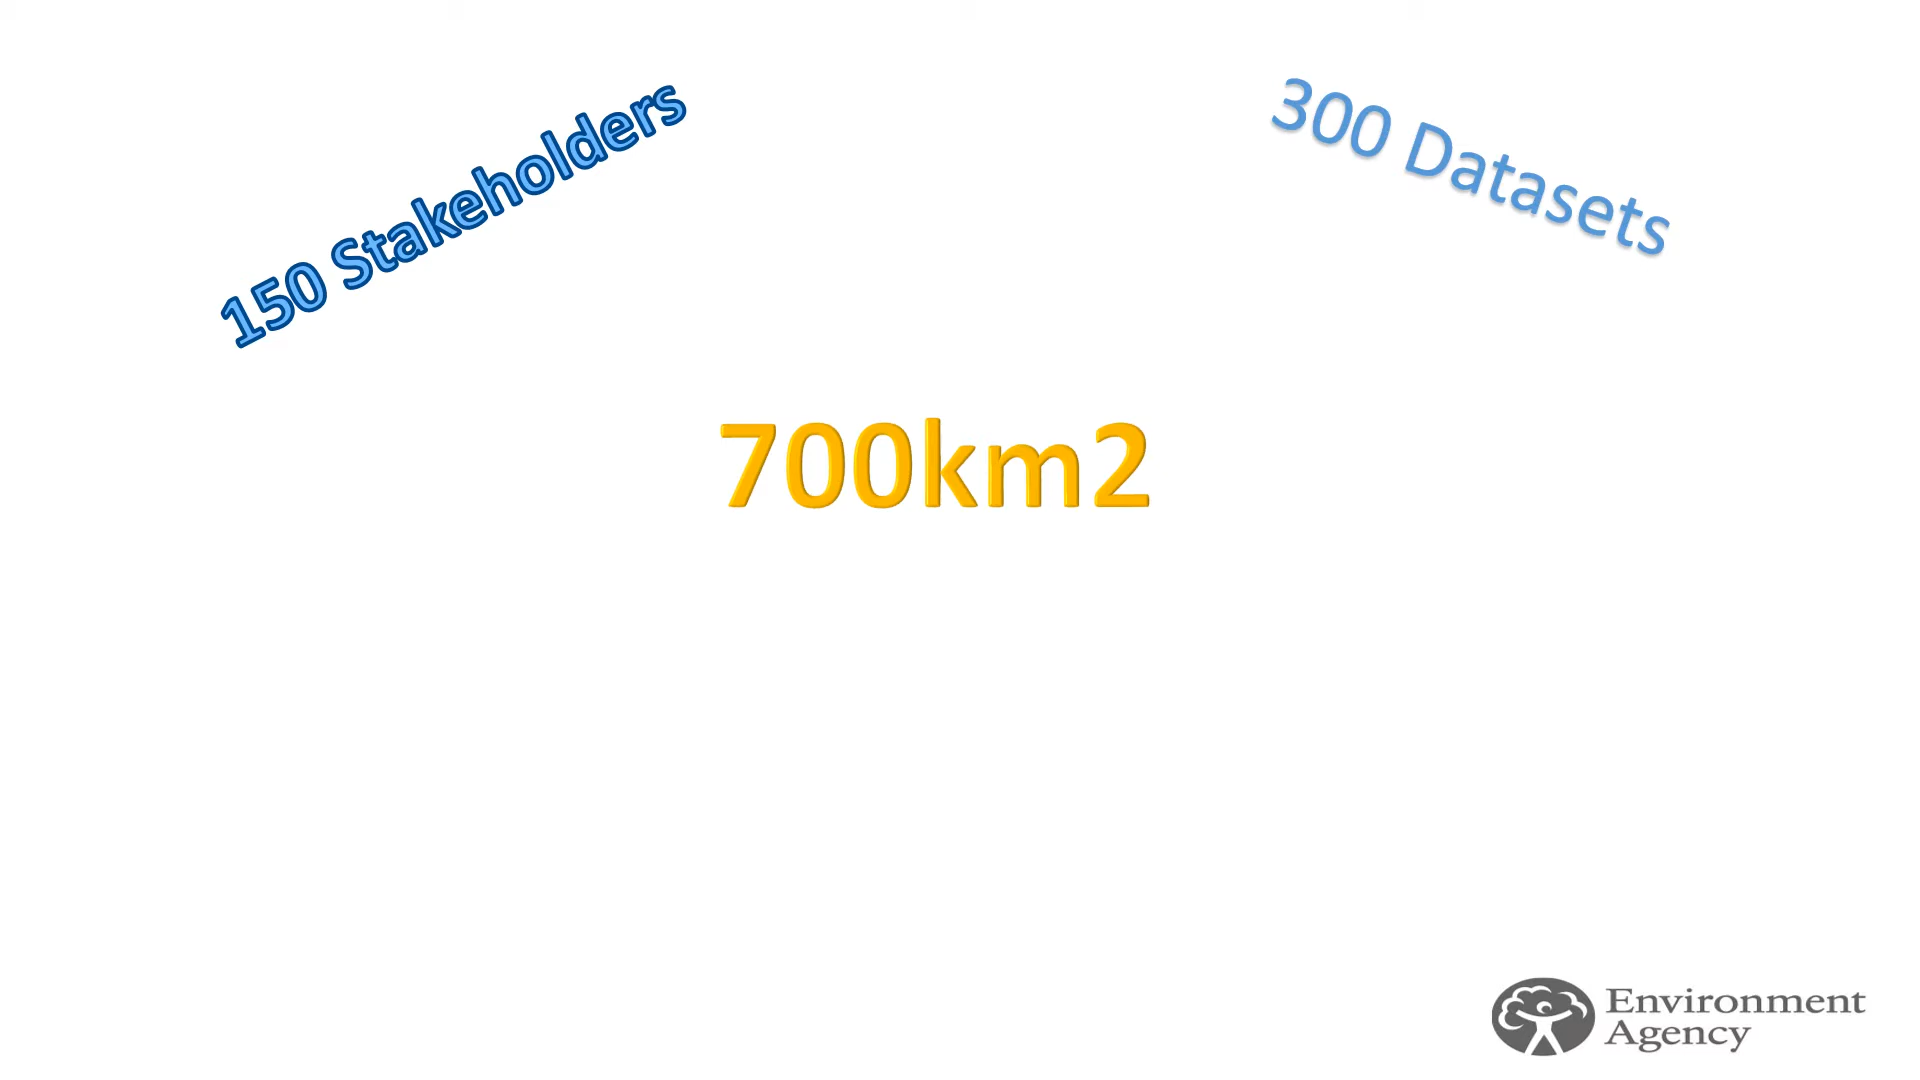 150 Stakeholders
300 Datasets
700km2
Environment
Agency